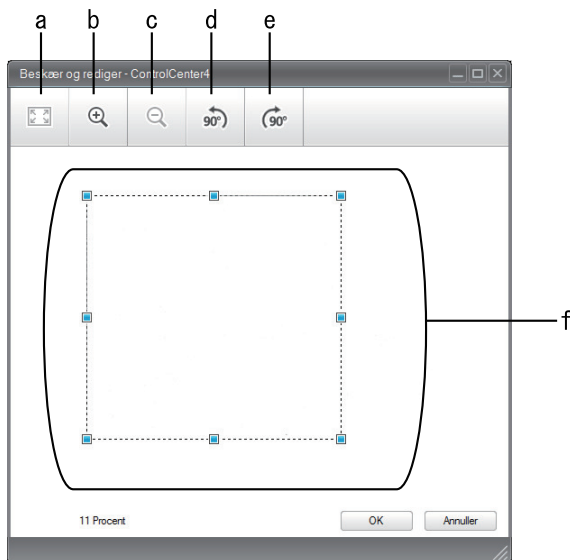 a b c d e
Beskær og rediger - ControlCenter4
90° 90°
f
11 Procent OK Annuller